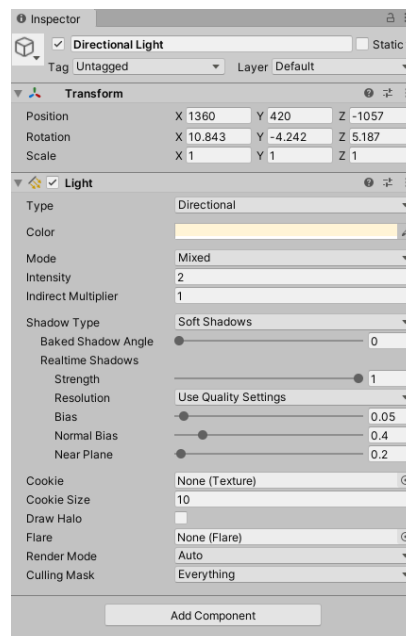 Inspector
Directional Light Static
Tag Untagged Layer Default
Transform
Position X 1360 Y 420 Z -1057
Rotation X 10.843 Y -4.242 Z 5.187
Scale X 1 Y 1 Z 1
Light
Type Directional
Color
Mode Mixed
Intensity 2
Indirect Multiplier 1
Shadow Type Soft Shadows
Baked Shadow Angle 0
Realtime Shadows
Strength 1
Resolution Use Quality Settings
Bias 0.05
Normal Bias 0.4
Near Plane 0.2
Cookie None (Texture)
Cookie Size 10
Draw Halo
Flare None (Flare)
Render Mode Auto
Culling Mask Everything
Add Component